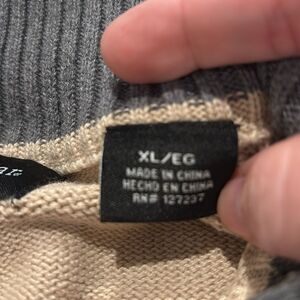 XL/EG
MADE IN CHINA
HECHO EN CHINA
RN# 127237